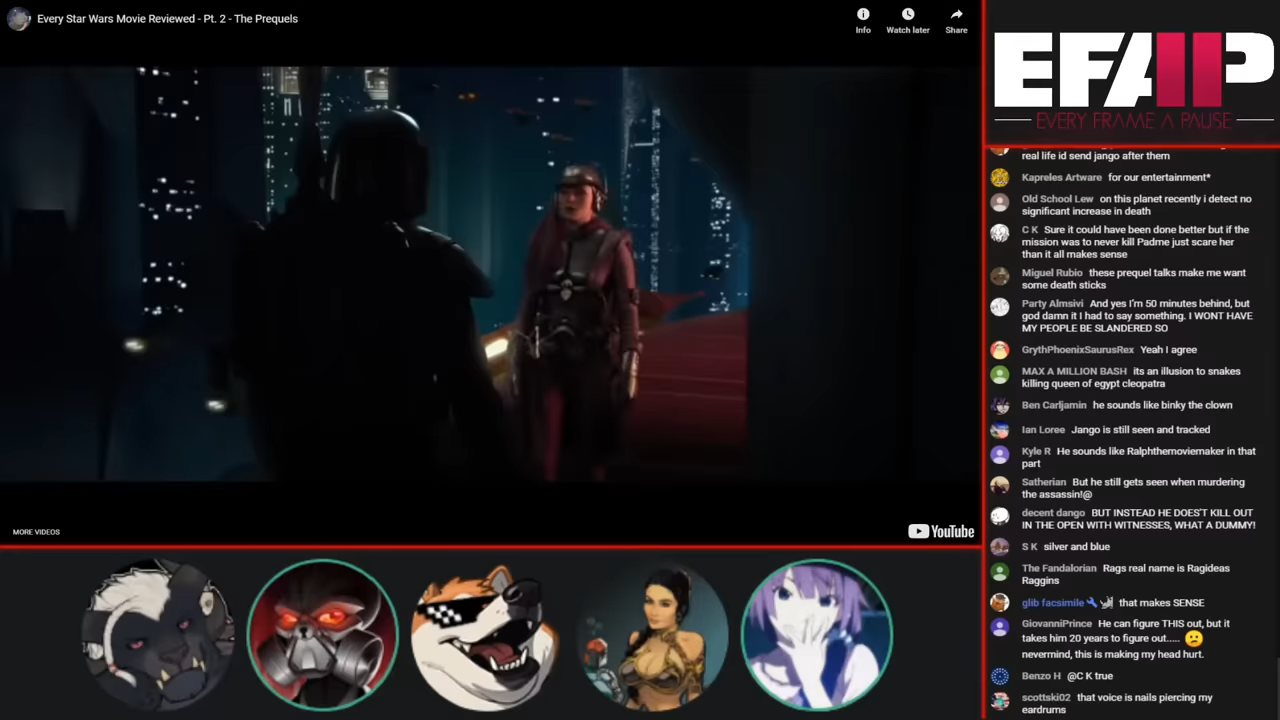 Every Star Wars Movie Reviewed - Pt. 2 - The Prequels
Info
Watch later
Share
MORE VIDEOS
YouTube
EFAP
EVERY FRAME A PAUSE
real life id send jango after them
Kapreles Artware for our entertainment*
Old School Lew on this planet recently i detect no
significant increase in death
C K Sure it could have been done better but if the
mission was to never kill Padme just scare her
than it all makes sense
Miguel Rubio these prequel talks make me want
some death sticks
Party Almsivi And yes I'm 50 minutes behind, but
god damn it I had to say something. I WONT HAVE
MY PEOPLE BE SLANDERED SO
GrythPhoenixSaurusRex Yeah I agree
MAX A MILLION BASH its an illusion to snakes
killing queen of egypt cleopatra
Ben Carljamin he sounds like binky the clown
Ian Loree Jango is still seen and tracked
Kyle R He sounds like Ralphthemoviemaker in that
part
Satherian But he still gets seen when murdering
the assassin!@
decent dango BUT INSTEAD HE DOES'T KILL OUT
IN THE OPEN WITH WITNESSES, WHAT A DUMMY!
S K silver and blue
The Fandalorian Rags real name is Ragideas
Raggins
glib facsimile that makes SENSE
GiovanniPrince He can figure THIS out, but it
takes him 20 years to figure out.....
nevermind, this is making my head hurt.
Benzo H @C K true
scottski02 that voice is nails piercing my
eardrums